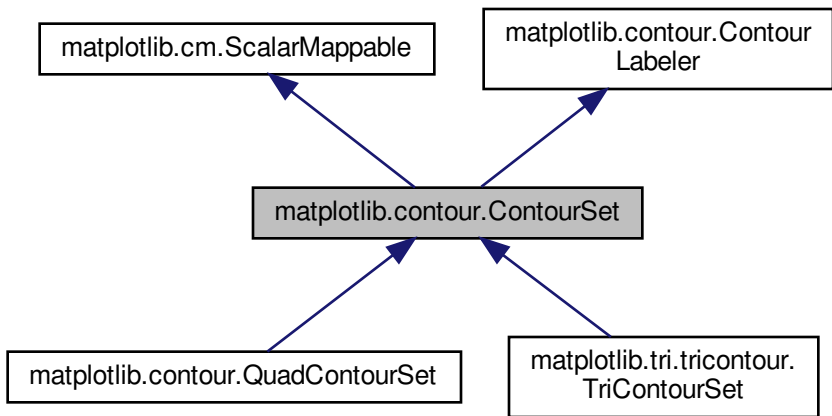 matplotlib.cm.ScalarMappable
matplotlib.contour.Contour
Labeler
matplotlib.contour.ContourSet
matplotlib.contour.QuadContourSet
matplotlib.tri.tricontour.
TriContourSet